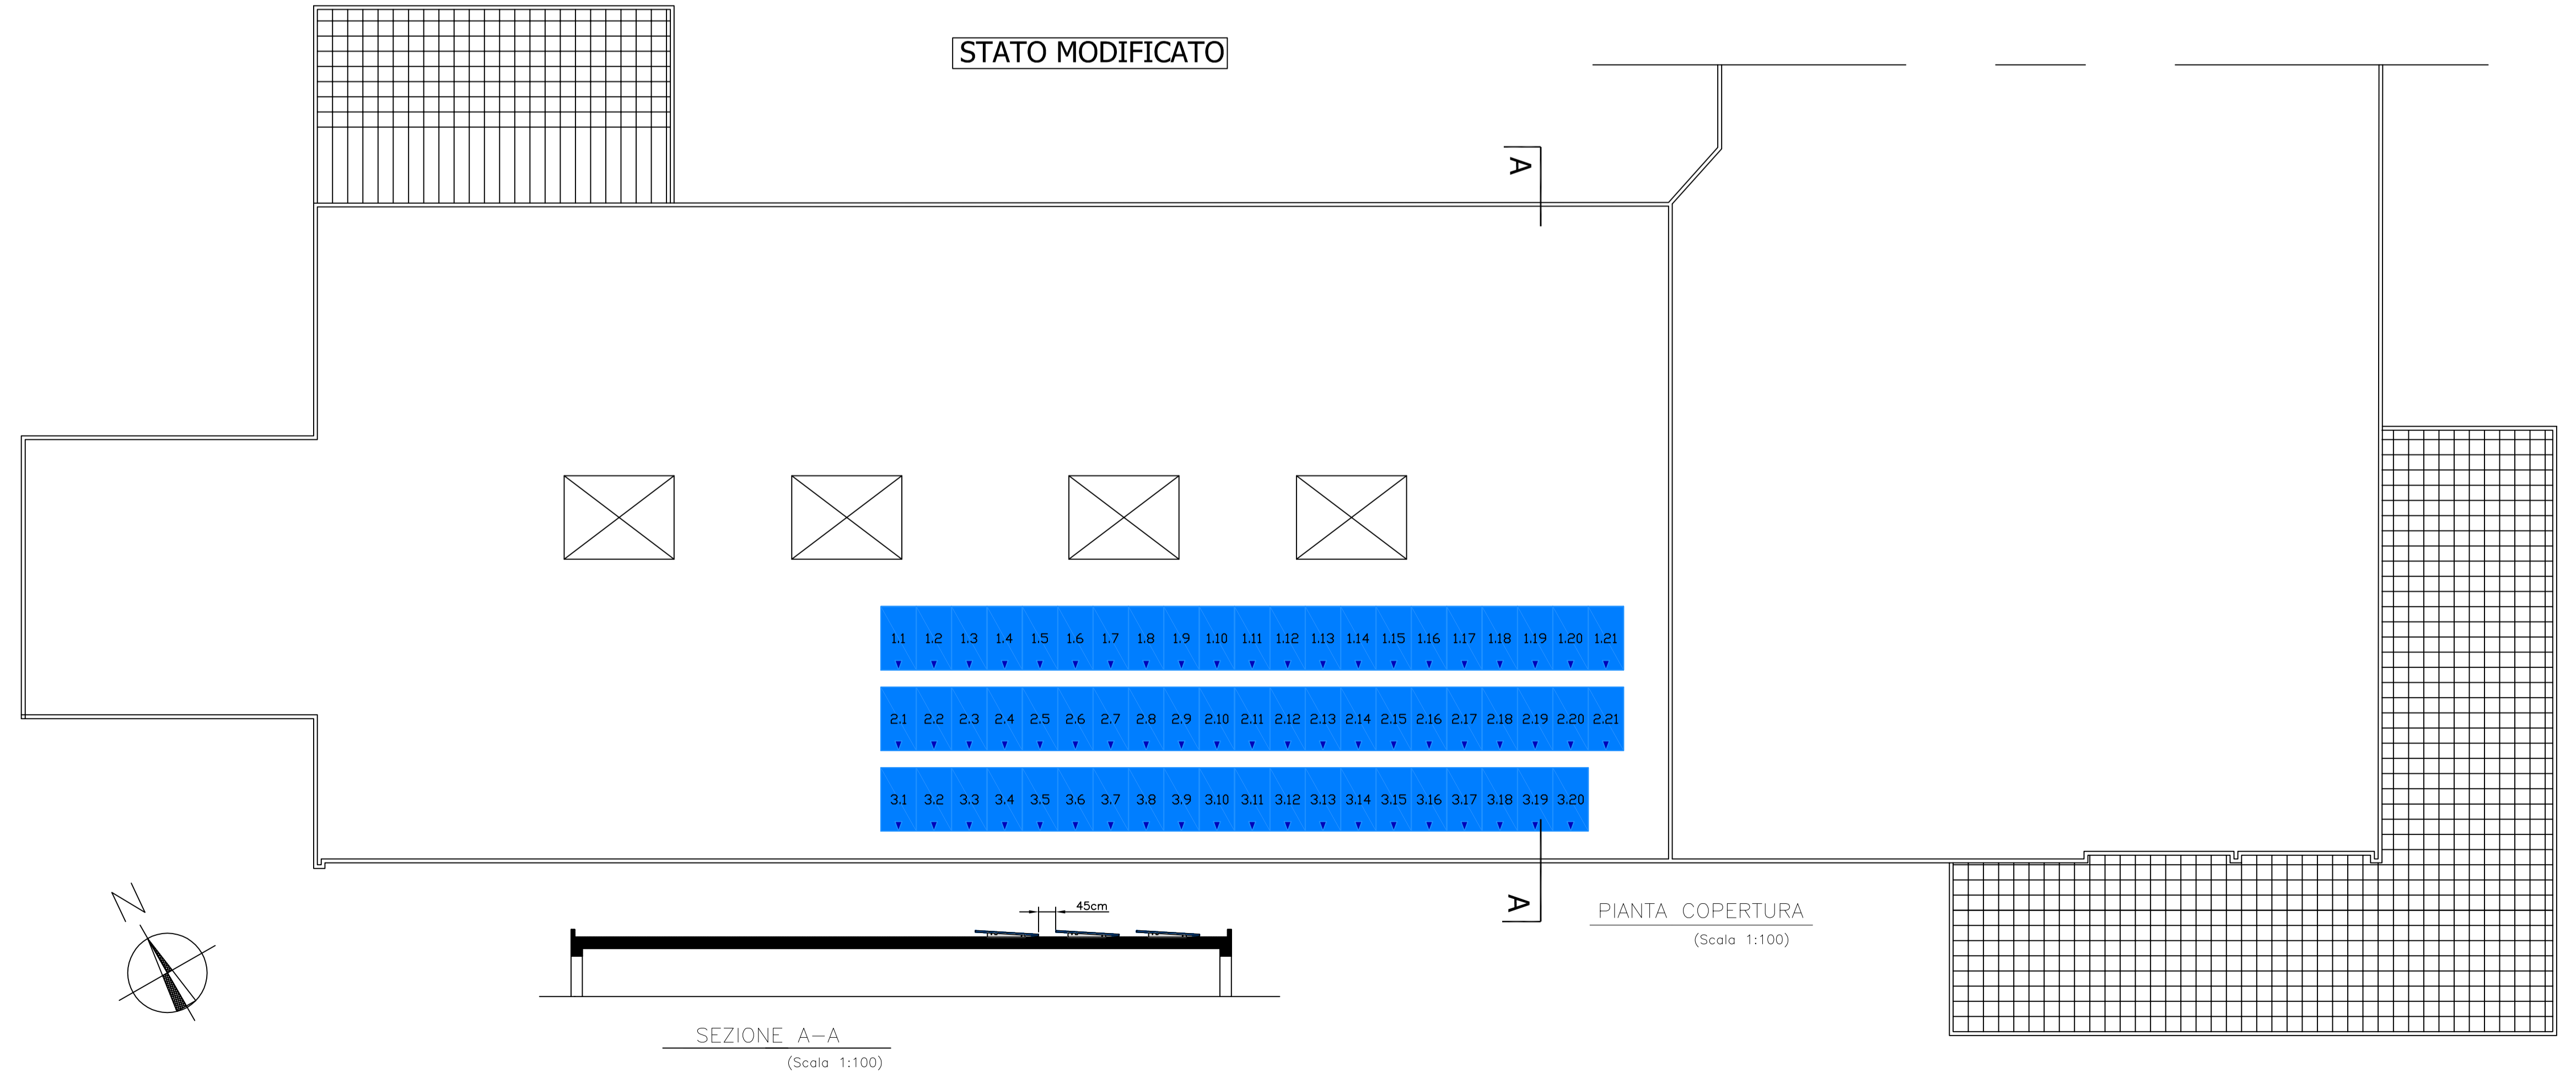 STATO MODIFICATO
A
1.1 1.2 1.3 1.4 1.5 1.6 1.7 1.8 1.9 1.10 1.11 1.12 1.13 1.14 1.15 1.16 1.17 1.18 1.19 1.20 1.21
2.1 2.2 2.3 2.4 2.5 2.6 2.7 2.8 2.9 2.10 2.11 2.12 2.13 2.14 2.15 2.16 2.17 2.18 2.19 2.20 2.21
3.1 3.2 3.3 3.4 3.5 3.6 3.7 3.8 3.9 3.10 3.11 3.12 3.13 3.14 3.15 3.16 3.17 3.18 3.19 3.20
N
45cm
A
PIANTA COPERTURA
(Scala 1:100)
SEZIONE A-A
(Scala 1:100)